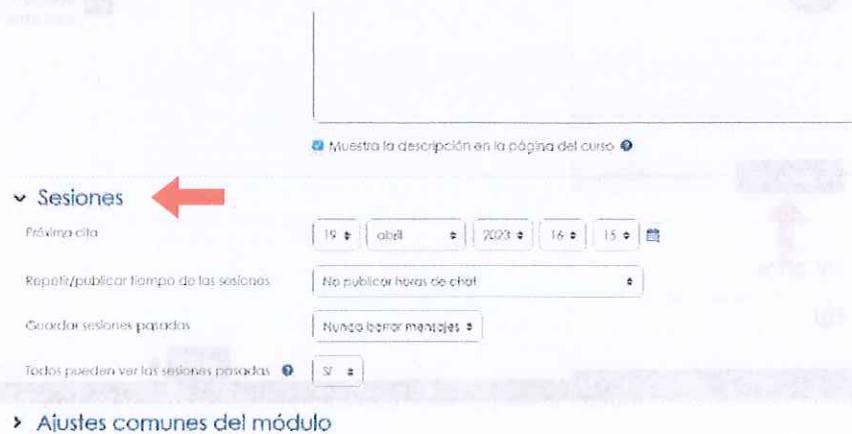 Muestra la descripción en la página del curso
Sesiones
Próxima cita 19 abril 2023 16 15
Repetir/publicar tiempo de las sesiones No publicar horas de chat
Guardar sesiones pasadas Nunca borrar mensajes
Todos pueden ver las sesiones pasadas Sí
Ajustes comunes del módulo